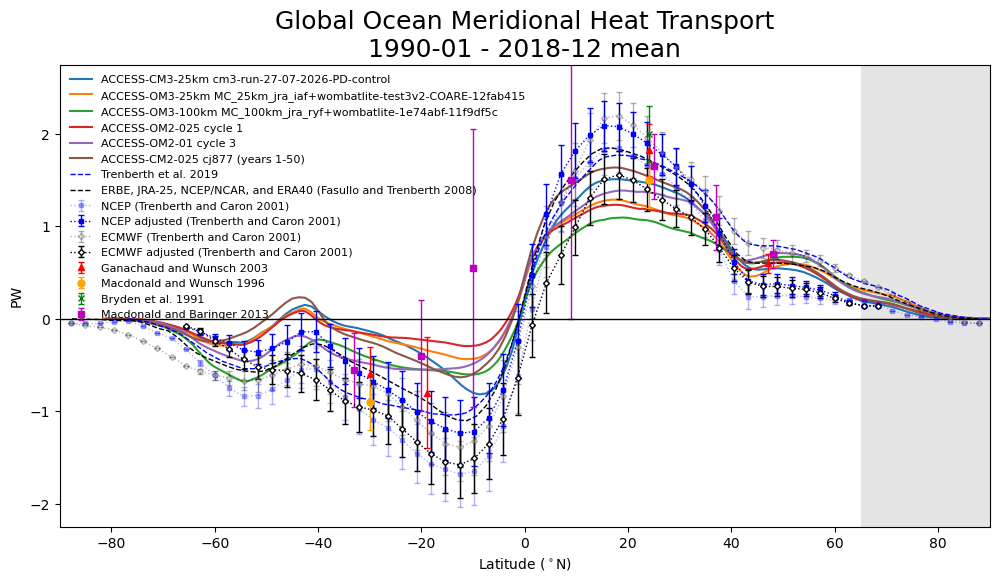 Global Ocean Meridional Heat Transport
1990-01 - 2018-12 mean
ACCESS-CM3-25km cm3-run-27-07-2026-PD-control
ACCESS-OM3-25km MC_25km_jra_iaf+wombatlite-test3v2-COARE-12fab415
ACCESS-OM3-100km MC_100km_jra_ryf+wombatlite-1e74abf-11f9df5c
ACCESS-OM2-025 cycle 1
ACCESS-OM2-01 cycle 3
ACCESS-CM2-025 cj877 (years 1-50)
Trenberth et al. 2019
ERBE, JRA-25, NCEP/NCAR, and ERA40 (Fasullo and Trenberth 2008)
NCEP (Trenberth and Caron 2001)
NCEP adjusted (Trenberth and Caron 2001)
ECMWF (Trenberth and Caron 2001)
ECMWF adjusted (Trenberth and Caron 2001)
Ganachaud and Wunsch 2003
Macdonald and Wunsch 1996
Bryden et al. 1991
Macdonald and Baringer 2013
PW
2
1
0
−1
−2
−80 −60 −40 −20 0 20 40 60 80
Latitude (°N)